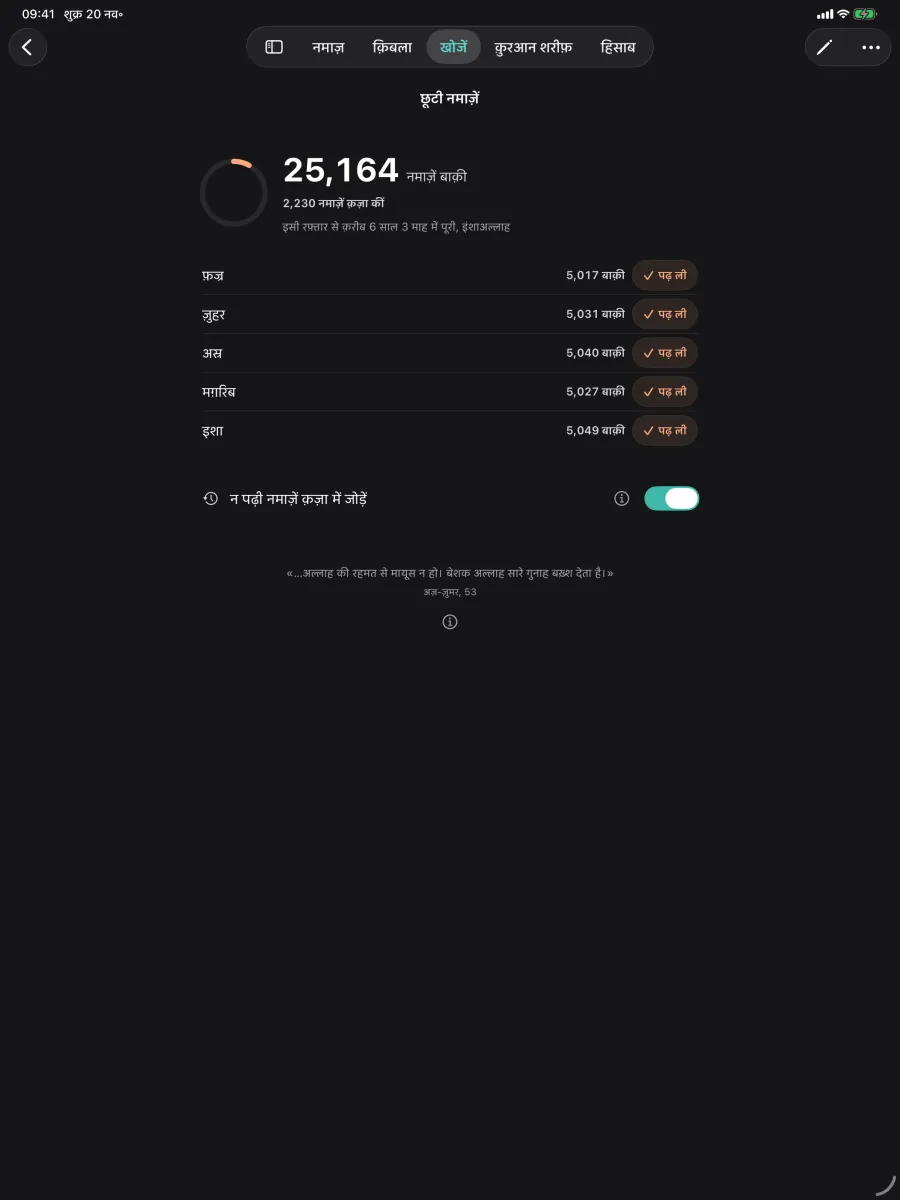 09:41 शुक्र 20 नव॰
नमाज़ क़िबला खोजें क़ुरआन शरीफ़ हिसाब
छूटी नमाज़ें
25,164 नमाज़ें बाक़ी
2,230 नमाज़ें क़ज़ा कीं
इसी रफ़्तार से क़रीब 6 साल 3 माह में पूरी, इंशाअल्लाह
फ़ज्र 5,017 बाक़ी पढ़ ली
ज़ुहर 5,031 बाक़ी पढ़ ली
अस्र 5,040 बाक़ी पढ़ ली
मग़रिब 5,027 बाक़ी पढ़ ली
इशा 5,049 बाक़ी पढ़ ली
न पढ़ी नमाज़ें क़ज़ा में जोड़ें
«…अल्लाह की रहमत से मायूस न हो। बेशक अल्लाह सारे गुनाह बख़्श देता है।»
अज़-ज़ुमर, 53